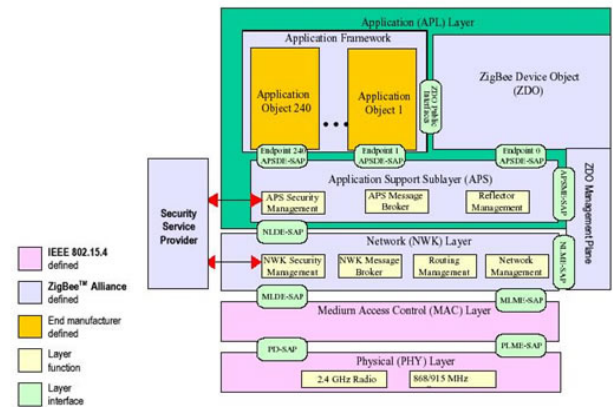 Application (APL) Layer
Application Framework
Application
Object 240
...
Application
Object 1
ZDO Public
Interfaces
ZigBee Device Object
(ZDO)
Endpoint 240
APSDE-SAP
Endpoint 1
APSDE-SAP
Endpoint 0
APSDE-SAP
Application Support Sublayer (APS)
APS Security
Management
APS Message
Broker
Reflector
Management
APSME-SAP
ZDO Management Plane
Security
Service
Provider
NLDE-SAP
Network (NWK) Layer
NWK Security
Management
NWK Message
Broker
Routing
Management
Network
Management
NLME-SAP
MLDE-SAP
MLME-SAP
Medium Access Control (MAC) Layer
PD-SAP
PLME-SAP
Physical (PHY) Layer
2.4 GHz Radio
868/915 MHz
IEEE 802.15.4
defined
ZigBee™ Alliance
defined
End manufacturer
defined
Layer
function
Layer
interface